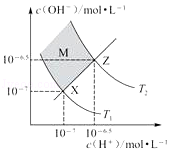 c(OH⁻)/mol·L⁻¹
M
10⁻⁶·⁵
Z
10⁻⁷
X
T₂
T₁
10⁻⁷ 10⁻⁶·⁵
c(H⁺)/mol·L⁻¹